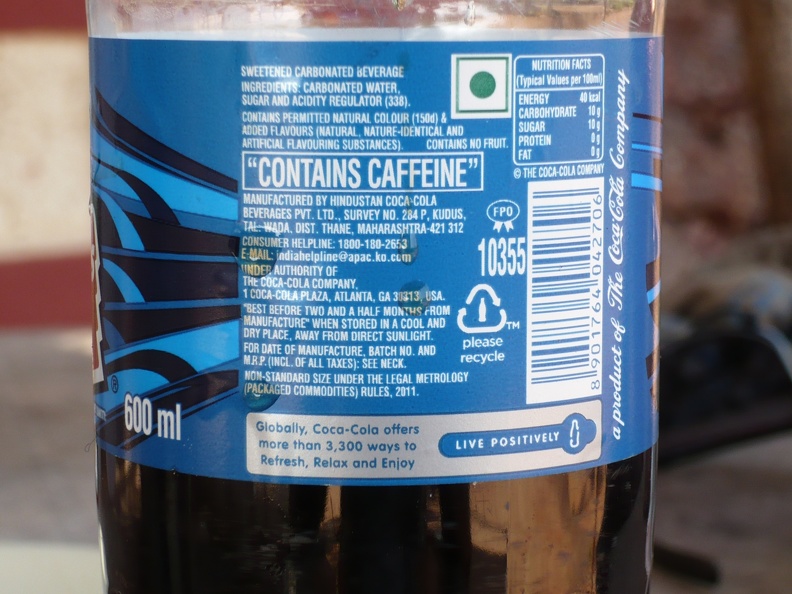 SWEETENED CARBONATED BEVERAGE
INGREDIENTS: CARBONATED WATER,
SUGAR AND ACIDITY REGULATOR (338).
CONTAINS PERMITTED NATURAL COLOUR (150d) &
ADDED FLAVOURS (NATURAL, NATURE-IDENTICAL AND
ARTIFICIAL FLAVOURING SUBSTANCES). CONTAINS NO FRUIT.
"CONTAINS CAFFEINE"
MANUFACTURED BY HINDUSTAN COCA-COLA
BEVERAGES PVT. LTD., SURVEY NO. 284 P, KUDUS,
TAL. WADA, DIST. THANE, MAHARASHTRA-421 312
CONSUMER HELPLINE: 1800-180-2653
E-MAIL: indiahelpline@apac.ko.com
UNDER AUTHORITY OF
THE COCA-COLA COMPANY.
1 COCA-COLA PLAZA, ATLANTA, GA 30313, USA.
"BEST BEFORE TWO AND A HALF MONTHS FROM
MANUFACTURE" WHEN STORED IN A COOL AND
DRY PLACE, AWAY FROM DIRECT SUNLIGHT.
FOR DATE OF MANUFACTURE, BATCH NO. AND
M.R.P. (INCL. OF ALL TAXES): SEE NECK.
NON-STANDARD SIZE UNDER THE LEGAL METROLOGY
(PACKAGED COMMODITIES) RULES, 2011.
NUTRITION FACTS
(Typical Values per 100ml)
ENERGY 40 kcal
CARBOHYDRATE 10 g
SUGAR 10 g
PROTEIN 0 g
FAT 0 g
© THE COCA-COLA COMPANY
FPO
10355
TM
please
recycle
8 901764 042706
a product of The Coca-Cola Company
®
600 ml
Globally, Coca-Cola offers
more than 3,300 ways to
Refresh, Relax and Enjoy
LIVE POSITIVELY